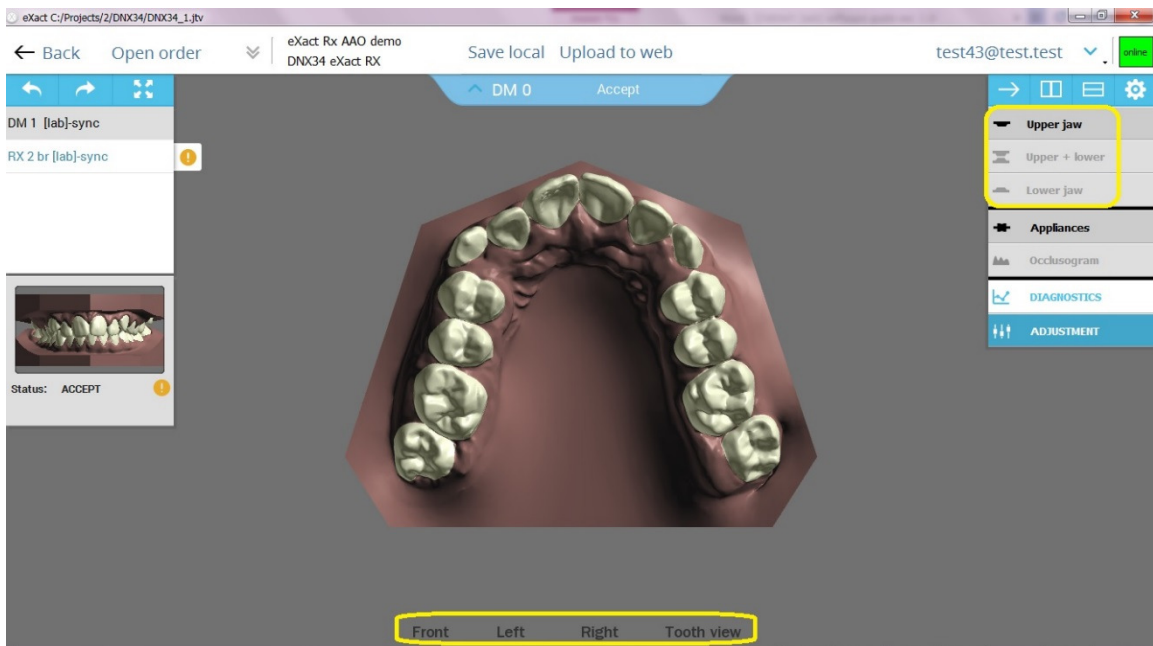 eXact C:/Projects/2/DNX34/DNX34_1.jtv
Back Open order eXact Rx AAO demo Save local Upload to web test43@test.test online
DNX34 eXact RX
DM 0 Accept
DM 1 [lab]-sync
RX 2 br [lab]-sync
Status: ACCEPT
Upper jaw
Upper + lower
Lower jaw
Appliances
Occlusogram
DIAGNOSTICS
ADJUSTMENT
Front Left Right Tooth view